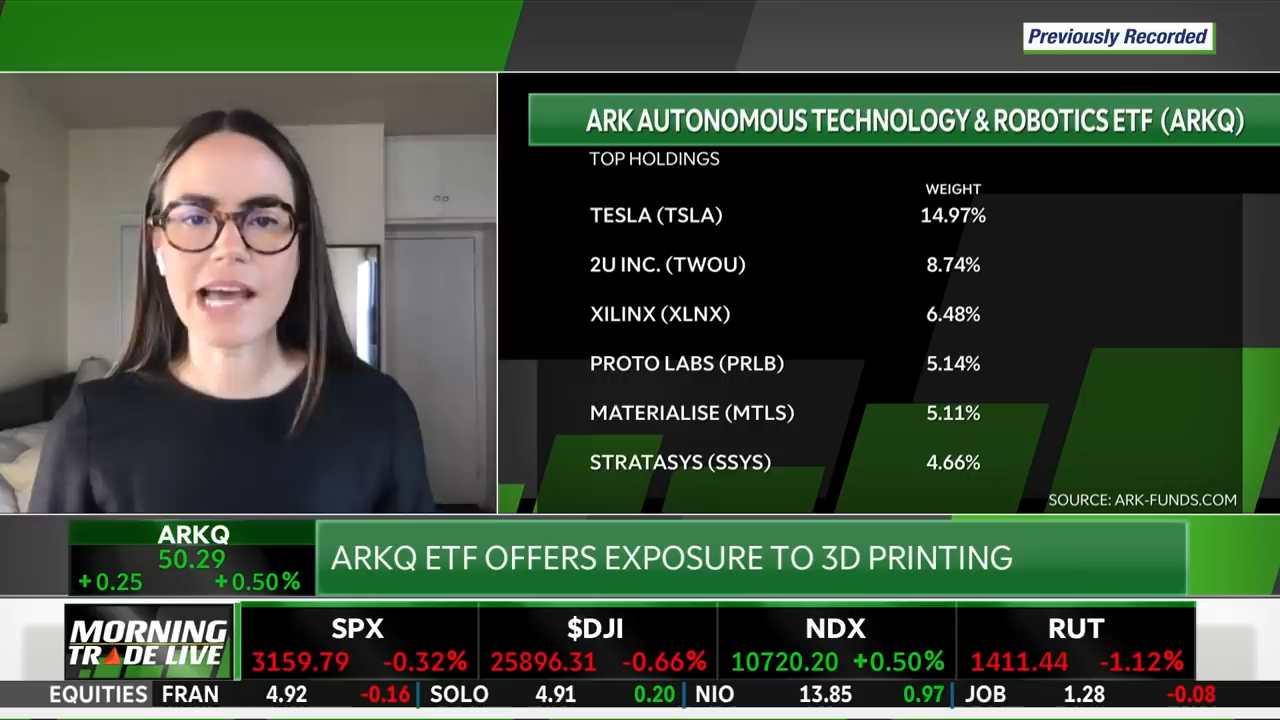 Previously Recorded
ARK AUTONOMOUS TECHNOLOGY & ROBOTICS ETF (ARKQ)
TOP HOLDINGS
WEIGHT
TESLA (TSLA) 14.97%
2U INC. (TWOU) 8.74%
XILINX (XLNX) 6.48%
PROTO LABS (PRLB) 5.14%
MATERIALISE (MTLS) 5.11%
STRATASYS (SSYS) 4.66%
SOURCE: ARK-FUNDS.COM
ARKQ
50.29
+0.25 +0.50%
ARKQ ETF OFFERS EXPOSURE TO 3D PRINTING
MORNING
TRADE LIVE
SPX $DJI NDX RUT
3159.79 -0.32% 25896.31 -0.66% 10720.20 +0.50% 1411.44 -1.12%
EQUITIES FRAN 4.92 -0.16 SOLO 4.91 0.20 NIO 13.85 0.97 JOB 1.28 -0.08